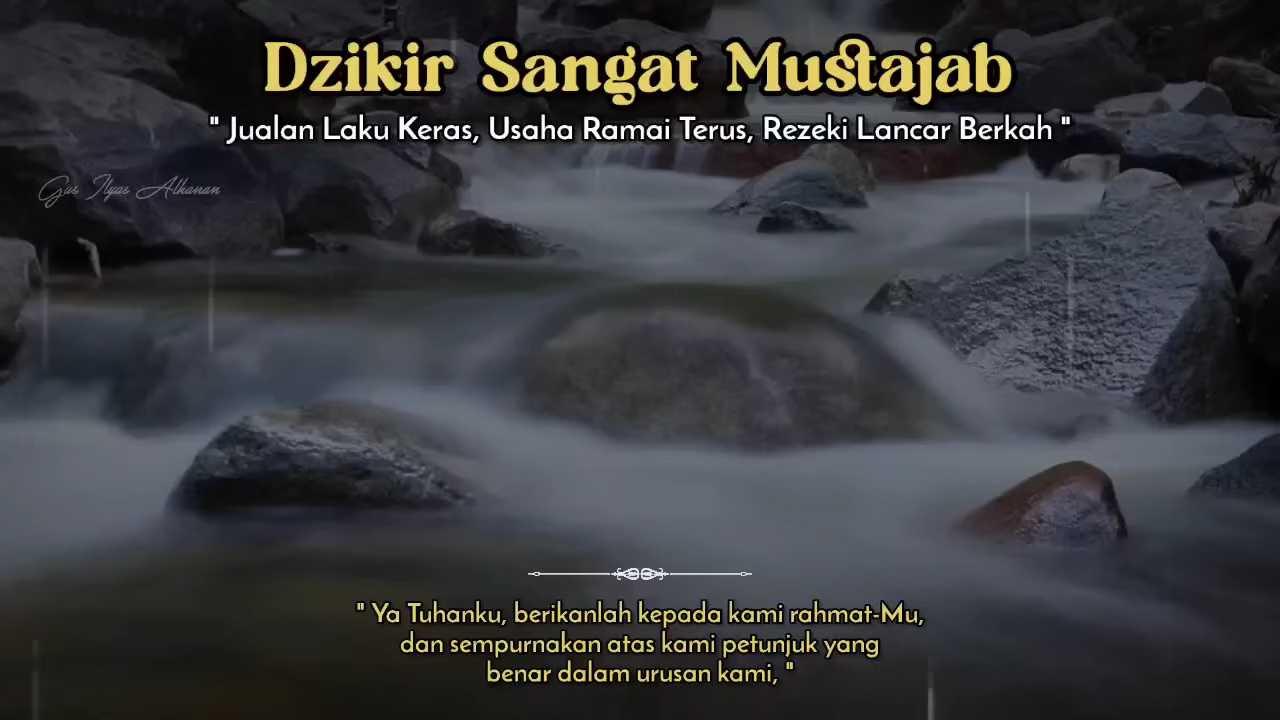 Dzikir Sangat Mustajab
" Jualan Laku Keras, Usaha Ramai Terus, Rezeki Lancar Berkah "
Gus Ilyas Alhanan
" Ya Tuhanku, berikanlah kepada kami rahmat-Mu,
dan sempurnakan atas kami petunjuk yang
benar dalam urusan kami, "